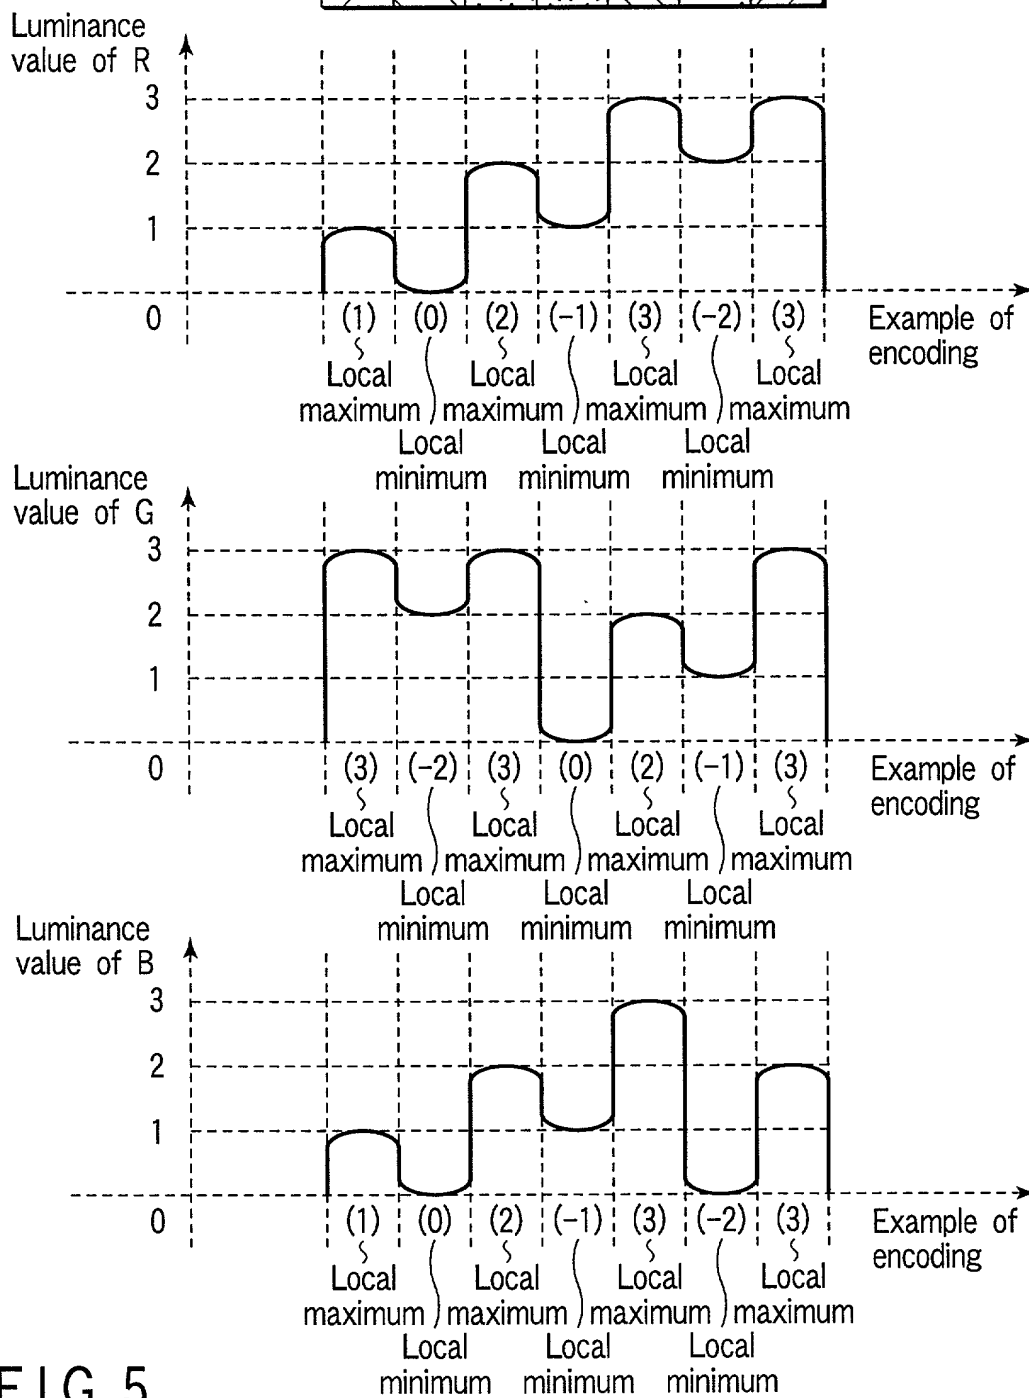 Luminance
value of R
3
2
1
0
(1) (0) (2) (-1) (3) (-2) (3)
Example of
encoding
Local Local Local Local
maximum maximum maximum maximum
Local Local Local
minimum minimum minimum
Luminance
value of G
3
2
1
0
(3) (-2) (3) (0) (2) (-1) (3)
Example of
encoding
Local Local Local Local
maximum maximum maximum maximum
Local Local Local
minimum minimum minimum
Luminance
value of B
3
2
1
0
(1) (0) (2) (-1) (3) (-2) (3)
Example of
encoding
Local Local Local Local
maximum maximum maximum maximum
Local Local Local
minimum minimum minimum
FIG. 5